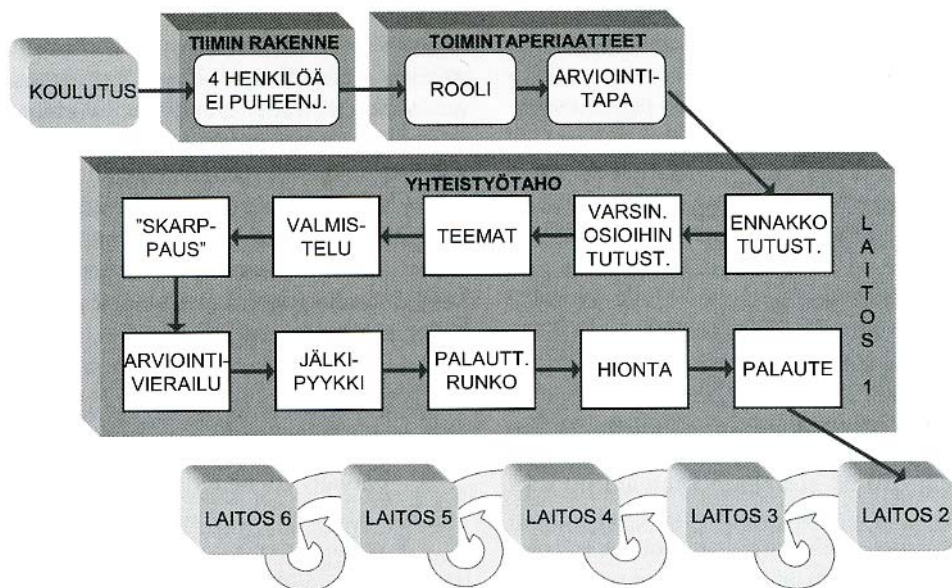 TIIMIN RAKENNE
TOIMINTAPERIAATTEET
KOULUTUS
4 HENKILÖÄ
EI PUHEENJ.
ROOLI
ARVIOINTI-
TAPA
YHTEISTYÖTAHO
LAITOS 1
ENNAKKO
TUTUST.
VARSIN.
OSIOIHIN
TUTUST.
TEEMAT
VALMIS-
TELU
"SKARP-
PAUS"
ARVIOINTI-
VIERAILU
JÄLKI-
PYYKKI
PALAUTT.
RUNKO
HIONTA
PALAUTE
LAITOS 6
LAITOS 5
LAITOS 4
LAITOS 3
LAITOS 2